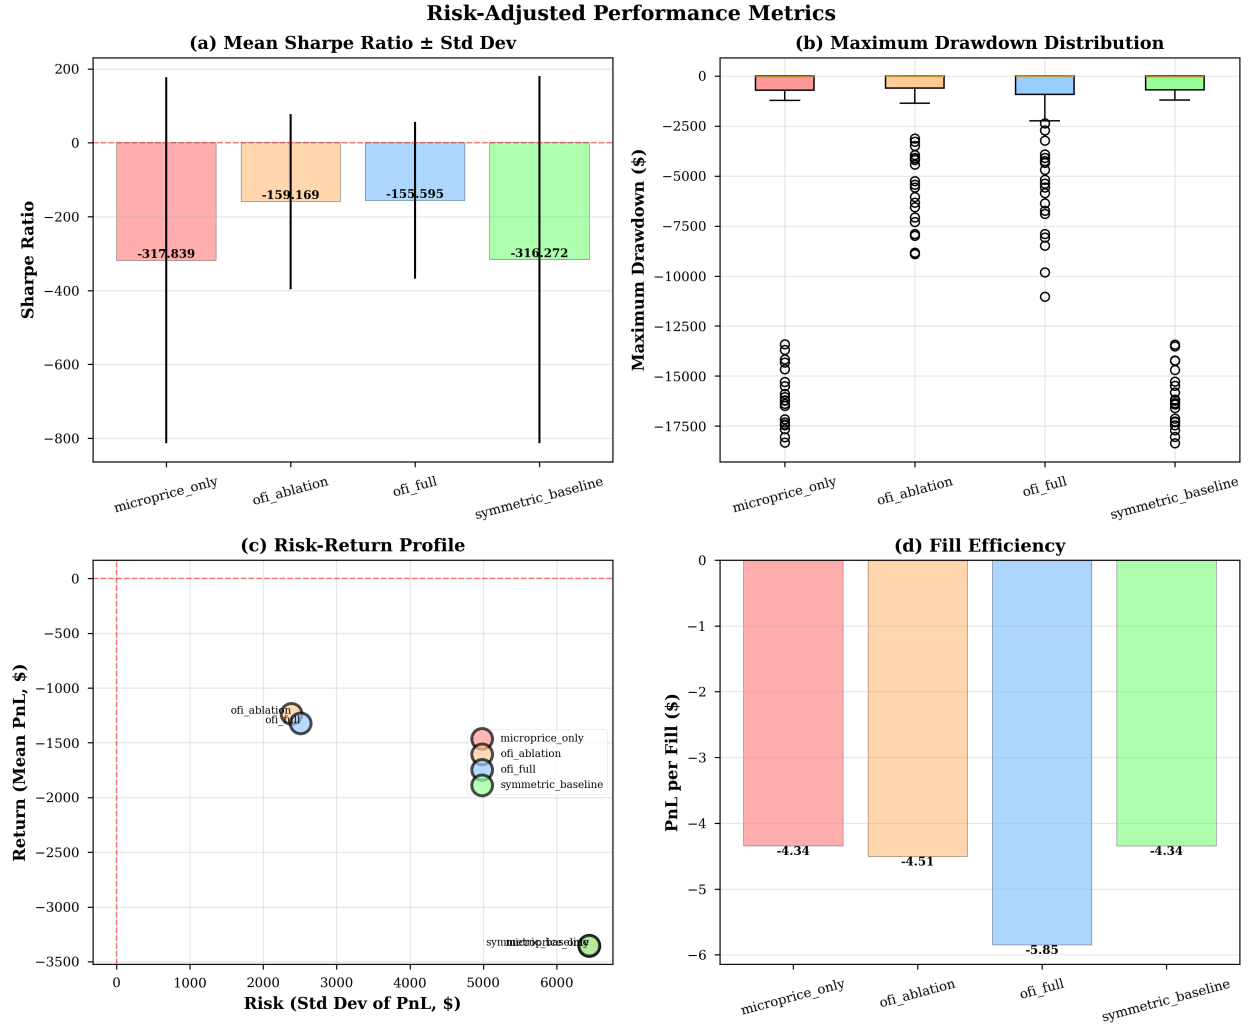 Risk-Adjusted Performance Metrics
(a) Mean Sharpe Ratio ± Std Dev
200
0
−200
−400
−600
−800
Sharpe Ratio
-317.839
-159.169
-155.595
-316.272
microprice_only
ofi_ablation
ofi_full
symmetric_baseline
(b) Maximum Drawdown Distribution
0
−2500
−5000
−7500
−10000
−12500
−15000
−17500
Maximum Drawdown ($)
microprice_only
ofi_ablation
ofi_full
symmetric_baseline
(c) Risk-Return Profile
0
−500
−1000
−1500
−2000
−2500
−3000
−3500
Return (Mean PnL, $)
ofi_ablation
ofi_full
microprice_only
ofi_ablation
ofi_full
symmetric_baseline
symmetric_baseline
microprice_only
0
1000
2000
3000
4000
5000
6000
Risk (Std Dev of PnL, $)
(d) Fill Efficiency
0
−1
−2
−3
−4
−5
−6
PnL per Fill ($)
-4.34
-4.51
-5.85
-4.34
microprice_only
ofi_ablation
ofi_full
symmetric_baseline